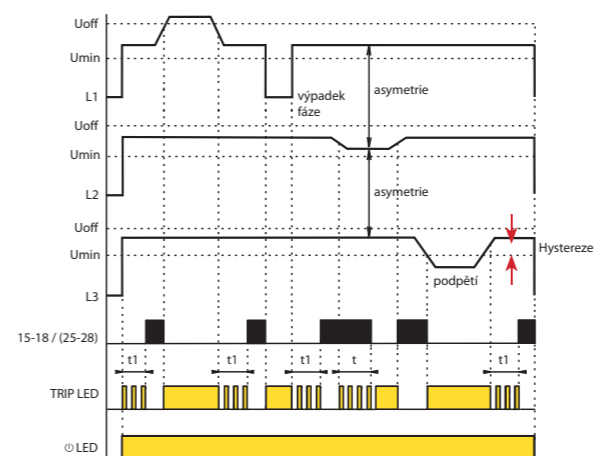 Uoff
Umin
L1
výpadek
fáze
asymetrie
Uoff
Umin
L2
asymetrie
Uoff
Umin
Hystereze
L3
podpětí
15-18 / (25-28)
t1
t1
t1
t
t1
TRIP LED
LED